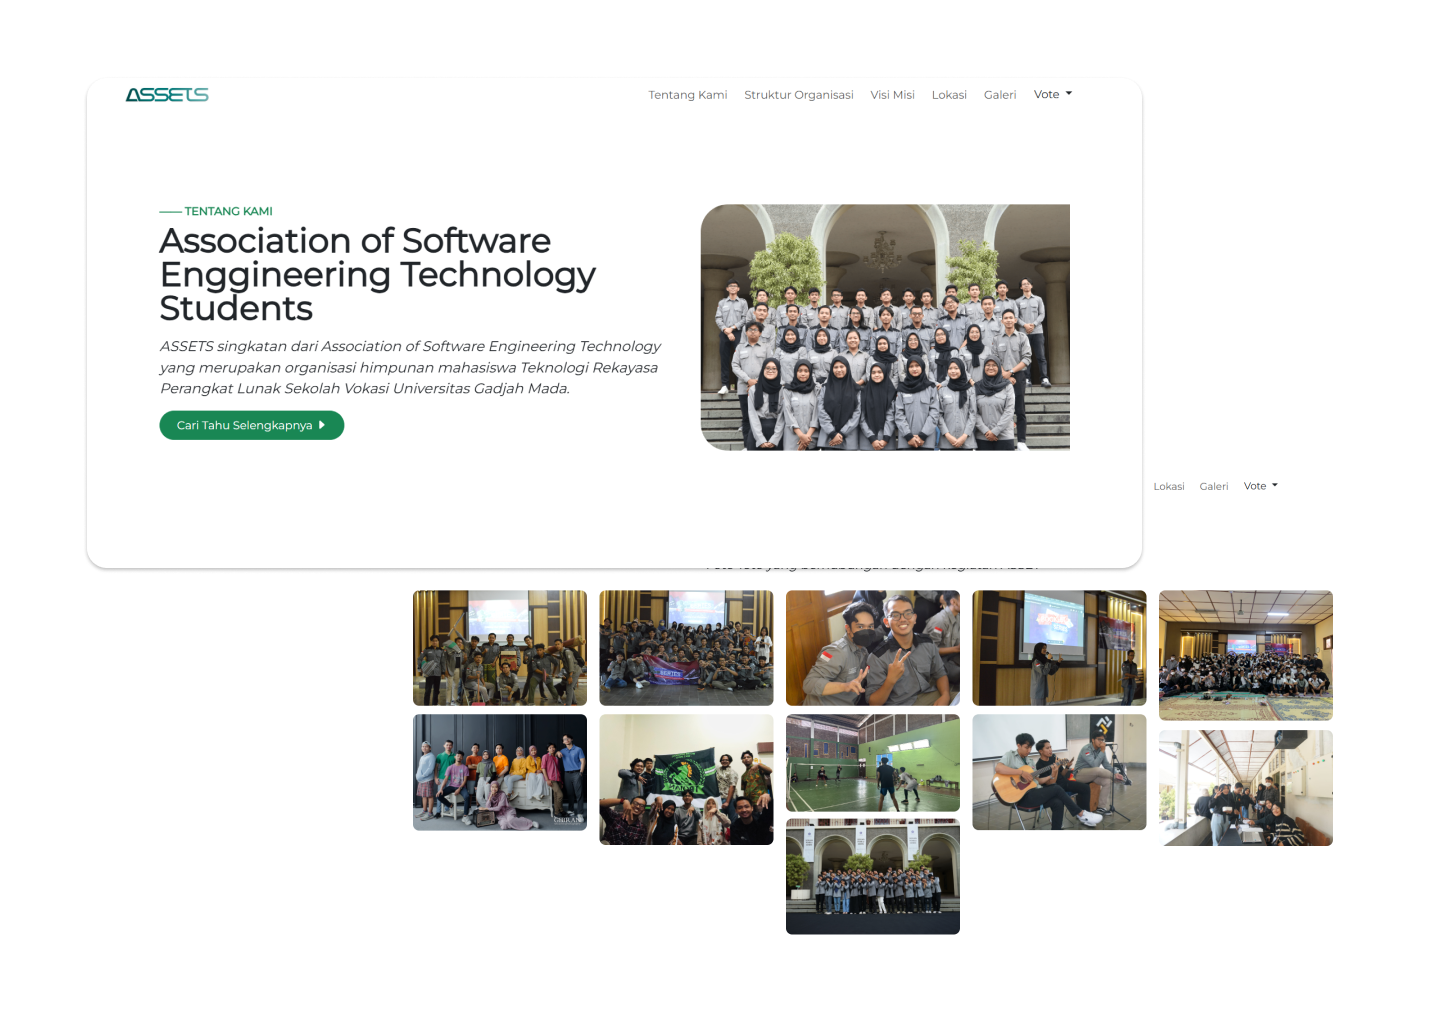 ASSETS
Tentang Kami Struktur Organisasi Visi Misi Lokasi Galeri Vote
TENTANG KAMI
Association of Software
Enggineering Technology
Students
ASSETS singkatan dari Association of Software Engineering Technology
yang merupakan organisasi himpunan mahasiswa Teknologi Rekayasa
Perangkat Lunak Sekolah Vokasi Universitas Gadjah Mada.
Cari Tahu Selengkapnya
Lokasi Galeri Vote